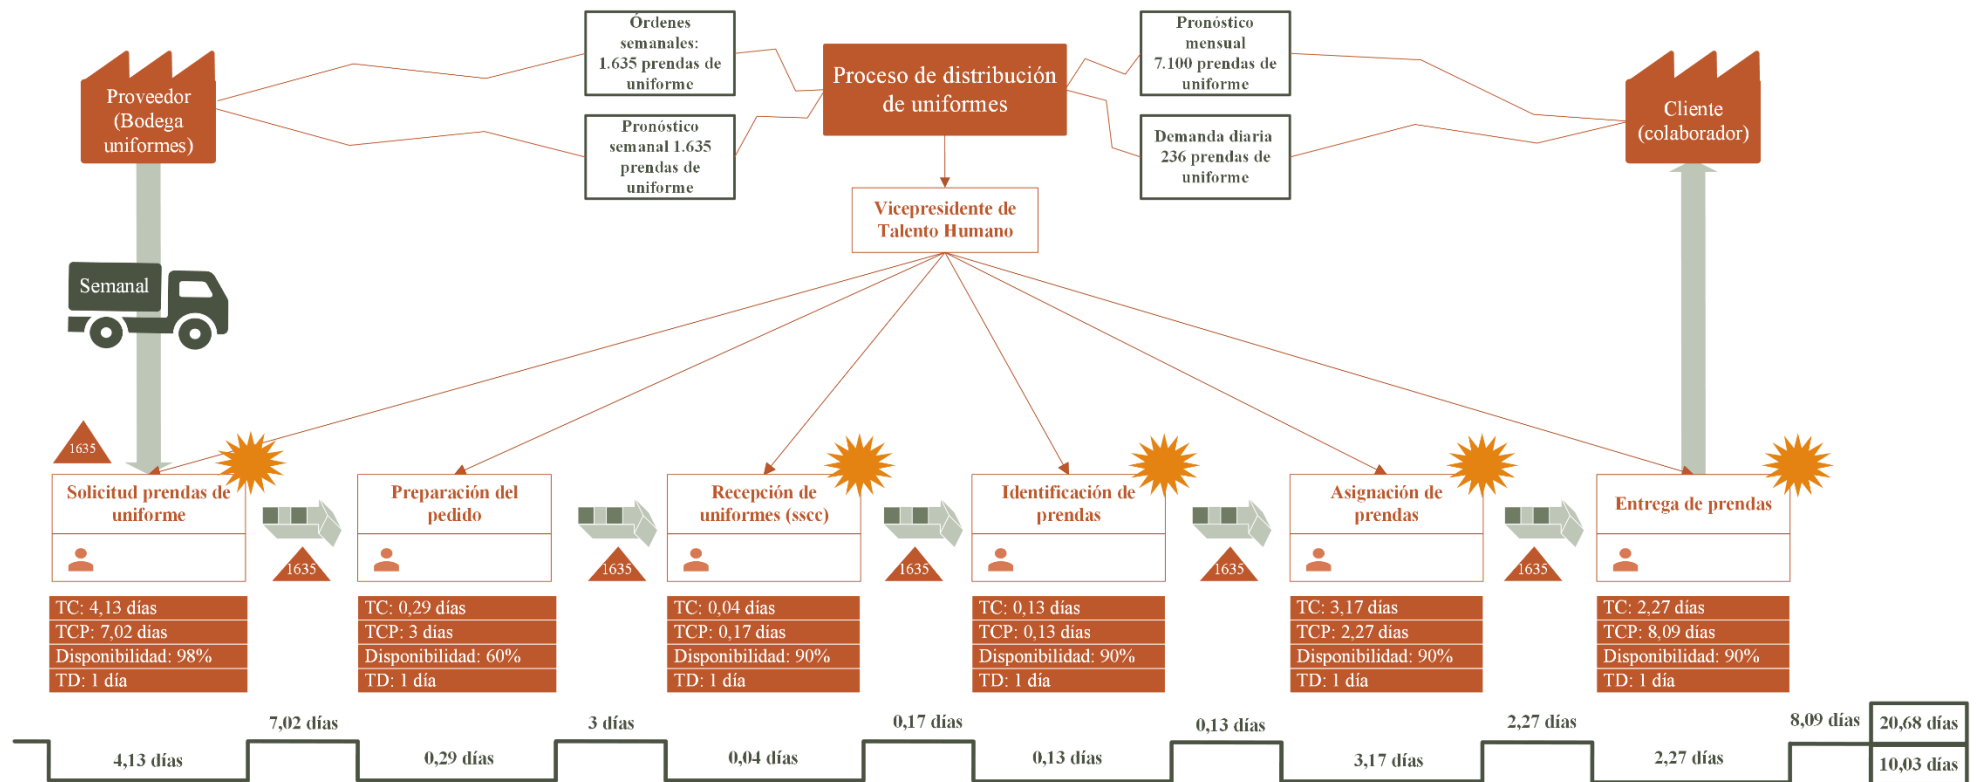 Proveedor
(Bodega
uniformes)
Órdenes
semanales:
1.635 prendas de
uniforme
Pronóstico
semanal 1.635
prendas de
uniforme
Proceso de distribución
de uniformes
Pronóstico
mensual
7.100 prendas de
uniforme
Demanda diaria
236 prendas de
uniforme
Cliente
(colaborador)
Vicepresidente de
Talento Humano
Semanal
1635
Solicitud prendas de
uniforme
1635
Preparación del
pedido
1635
Recepción de
uniformes (sscc)
1635
Identificación de
prendas
1635
Asignación de
prendas
1635
Entrega de prendas
TC: 4,13 días
TCP: 7,02 días
Disponibilidad: 98%
TD: 1 día
TC: 0,29 días
TCP: 3 días
Disponibilidad: 60%
TD: 1 día
TC: 0,04 días
TCP: 0,17 días
Disponibilidad: 90%
TD: 1 día
TC: 0,13 días
TCP: 0,13 días
Disponibilidad: 90%
TD: 1 día
TC: 3,17 días
TCP: 2,27 días
Disponibilidad: 90%
TD: 1 día
TC: 2,27 días
TCP: 8,09 días
Disponibilidad: 90%
TD: 1 día
7,02 días
3 días
0,17 días
0,13 días
2,27 días
8,09 días
20,68 días
4,13 días
0,29 días
0,04 días
0,13 días
3,17 días
2,27 días
10,03 días